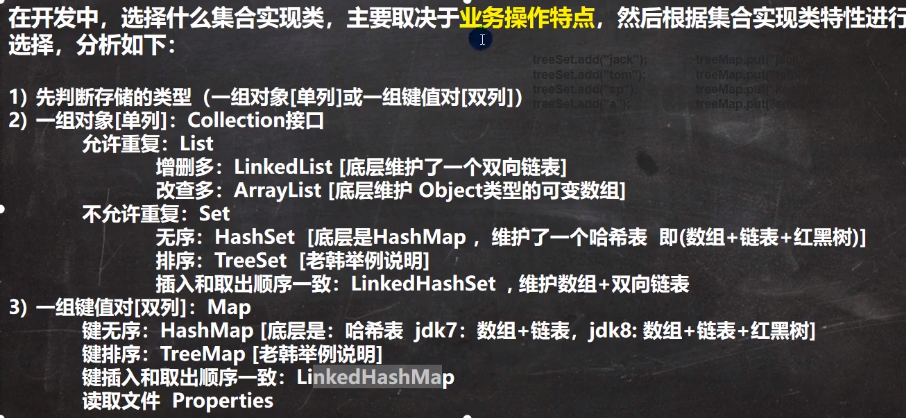 在开发中，选择什么集合实现类，主要取决于业务操作特点，然后根据集合实现类特性进行
选择，分析如下：
treeSet.add("jack");
treeSet.add("tom");
treeSet.add("sp");
treeSet.add("a");
1) 先判断存储的类型（一组对象[单列]或一组键值对[双列]）
2) 一组对象[单列]：Collection接口
允许重复：List
增删多：LinkedList [底层维护了一个双向链表]
改查多：ArrayList [底层维护 Object类型的可变数组]
不允许重复：Set
无序：HashSet [底层是HashMap ，维护了一个哈希表 即(数组+链表+红黑树)]
排序：TreeSet [老韩举例说明]
插入和取出顺序一致：LinkedHashSet , 维护数组+双向链表
3) 一组键值对[双列]：Map
键无序：HashMap [底层是：哈希表 jdk7：数组+链表，jdk8: 数组+链表+红黑树]
键排序：TreeMap [老韩举例说明]
键插入和取出顺序一致：LinkedHashMap
读取文件 Properties